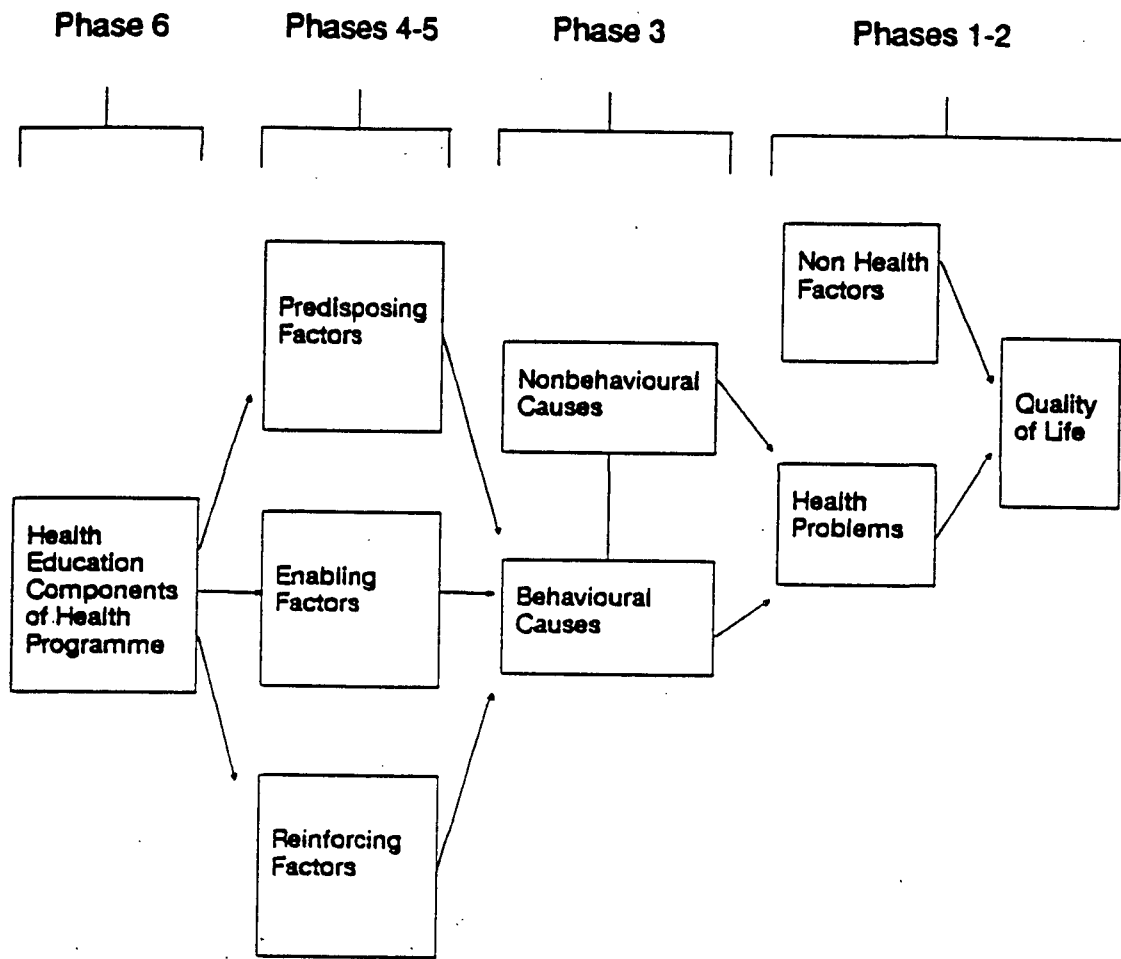 Phase 6
Phases 4-5
Phase 3
Phases 1-2
Non Health
Factors
Predisposing
Factors
Nonbehavioural
Causes
Quality
of Life
Health
Problems
Health
Education
Components
of Health
Programme
Enabling
Factors
Behavioural
Causes
Reinforcing
Factors